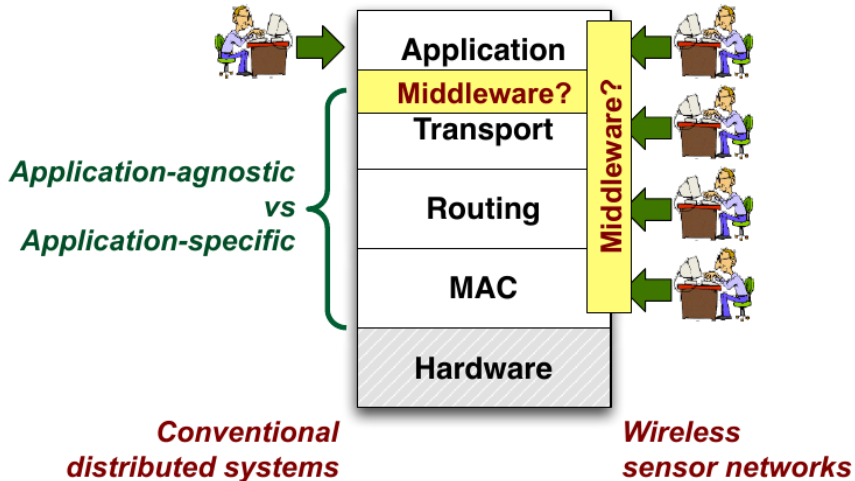 Application
Middleware?
Transport
Routing
MAC
Hardware
Middleware?
Application-agnostic
vs
Application-specific
Conventional
distributed systems
Wireless
sensor networks